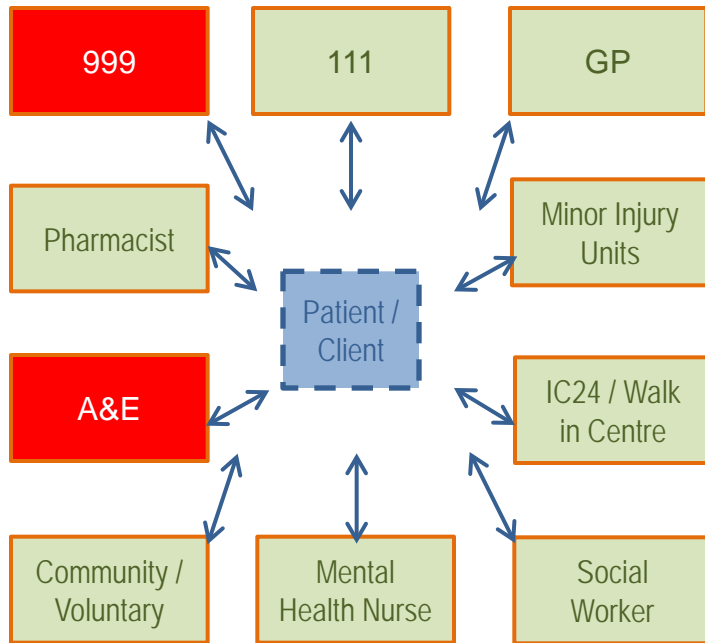 999
111
GP
Pharmacist
Minor Injury
Units
Patient /
Client
A&E
IC24 / Walk
in Centre
Community /
Voluntary
Mental
Health Nurse
Social
Worker